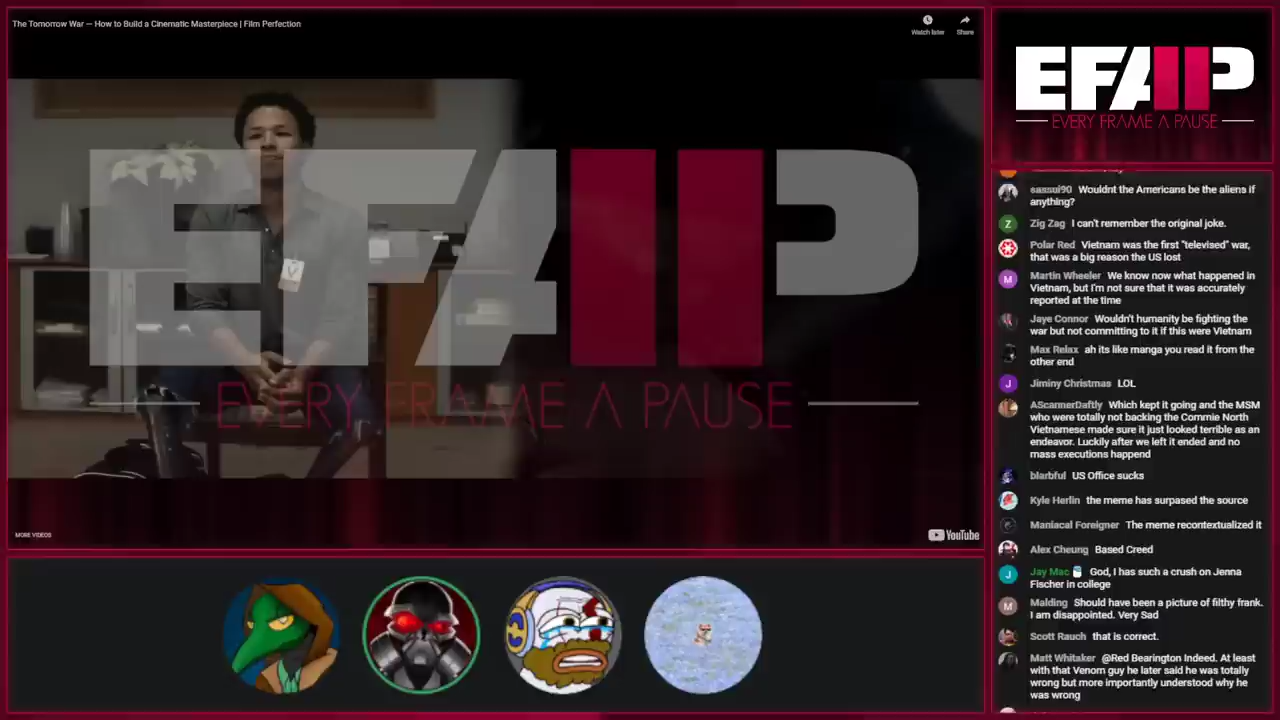 The Tomorrow War — How to Build a Cinematic Masterpiece | Film Perfection
Watch later
Share
EFAP
EVERY FRAME A PAUSE
MORE VIDEOS
YouTube
EFAP
EVERY FRAME A PAUSE
sassul90 Wouldnt the Americans be the aliens if
anything?
Z
Zig Zag I can't remember the original joke.
Polar Red Vietnam was the first "televised" war,
that was a big reason the US lost
M
Martin Wheeler We know now what happened in
Vietnam, but I'm not sure that it was accurately
reported at the time
Jaye Connor Wouldn't humanity be fighting the
war but not committing to it if this were Vietnam
Max Relax ah its like manga you read it from the
other end
J
Jiminy Christmas LOL
AScannerDaftly Which kept it going and the MSM
who were totally not backing the Commie North
Vietnamese made sure it just looked terrible as an
endeavor. Luckily after we left it ended and no
mass executions happend
blarbful US Office sucks
Kyle Herlin the meme has surpased the source
Maniacal Foreigner The meme recontextualized it
Alex Cheung Based Creed
J
Jay Mac God, I has such a crush on Jenna
Fischer in college
M
Malding Should have been a picture of filthy frank.
I am disappointed. Very Sad
Scott Rauch that is correct.
Matt Whitaker @Red Bearington Indeed. At least
with that Venom guy he later said he was totally
wrong but more importantly understood why he
was wrong